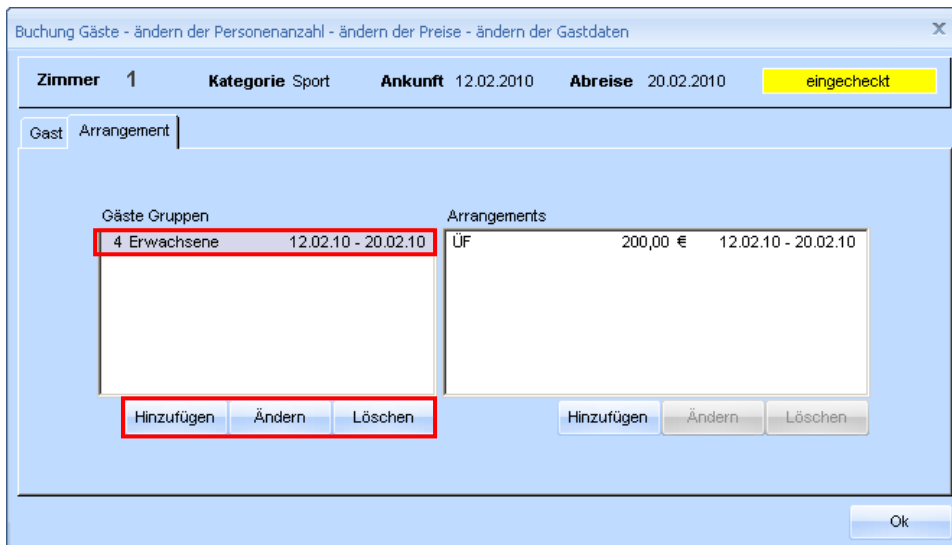 Buchung Gäste - ändern der Personenanzahl - ändern der Preise - ändern der Gastdaten
Zimmer 1 Kategorie Sport Ankunft 12.02.2010 Abreise 20.02.2010 eingecheckt
Gast Arrangement
Gäste Gruppen Arrangements
4 Erwachsene 12.02.10 - 20.02.10 ÜF 200,00 € 12.02.10 - 20.02.10
Hinzufügen Ändern Löschen Hinzufügen Ändern Löschen
Ok